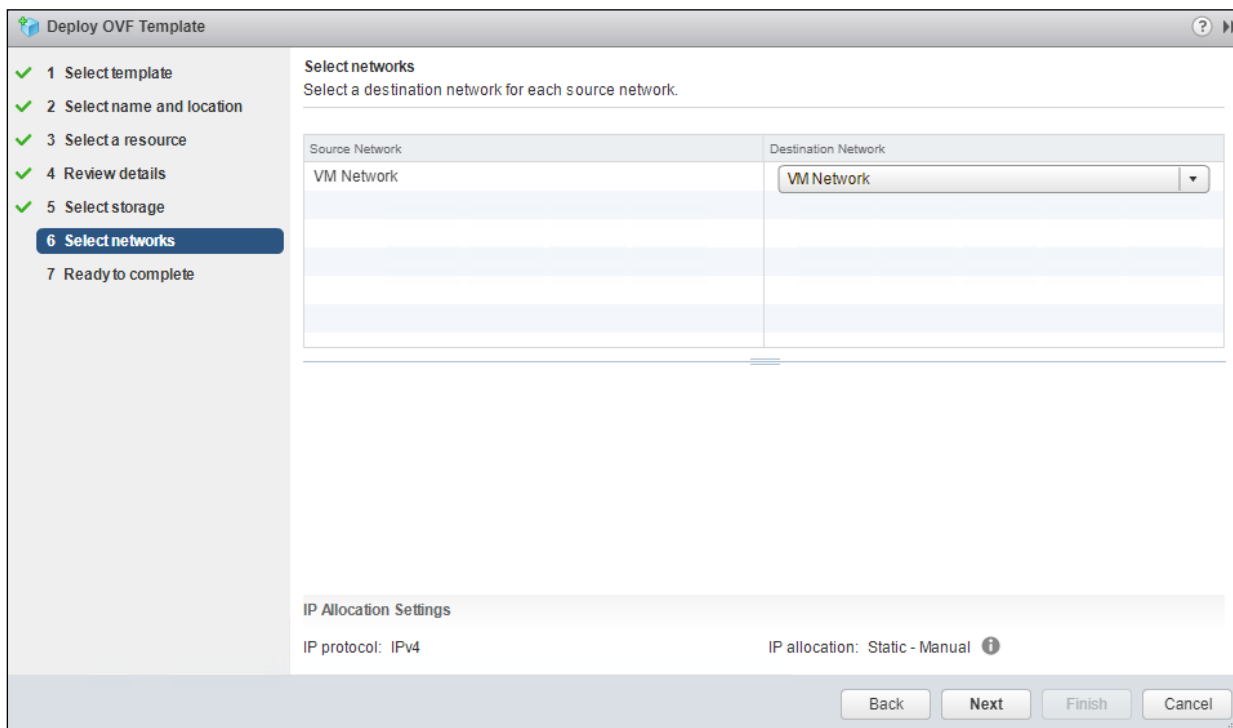 Deploy OVF Template
?
1 Select template
2 Select name and location
3 Select a resource
4 Review details
5 Select storage
6 Select networks
7 Ready to complete
Select networks
Select a destination network for each source network.
Source Network Destination Network
VM Network VM Network
IP Allocation Settings
IP protocol: IPv4 IP allocation: Static - Manual i
Back Next Finish Cancel